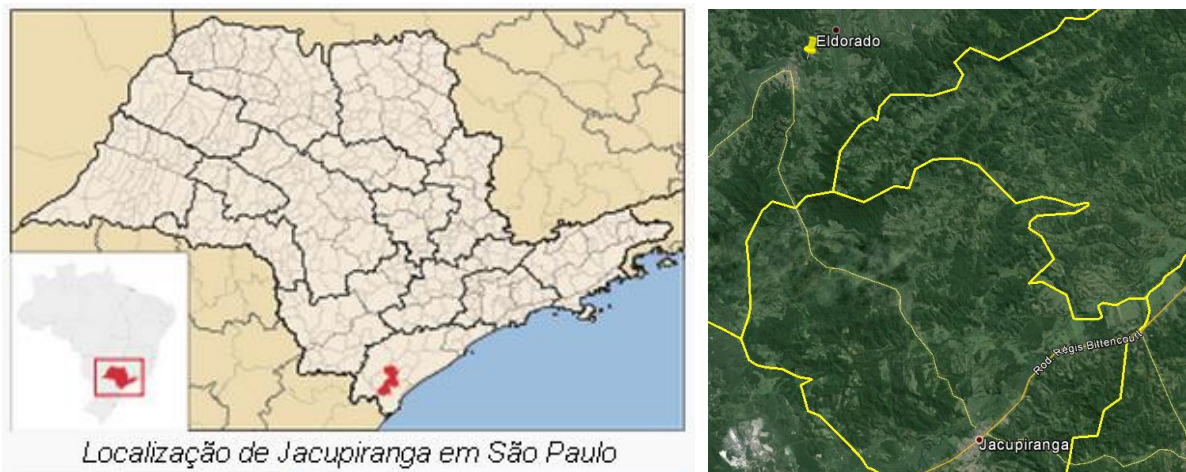 Localização de Jacupiranga em São Paulo
Eldorado
Rod. Régis Bittencourt
Jacupiranga